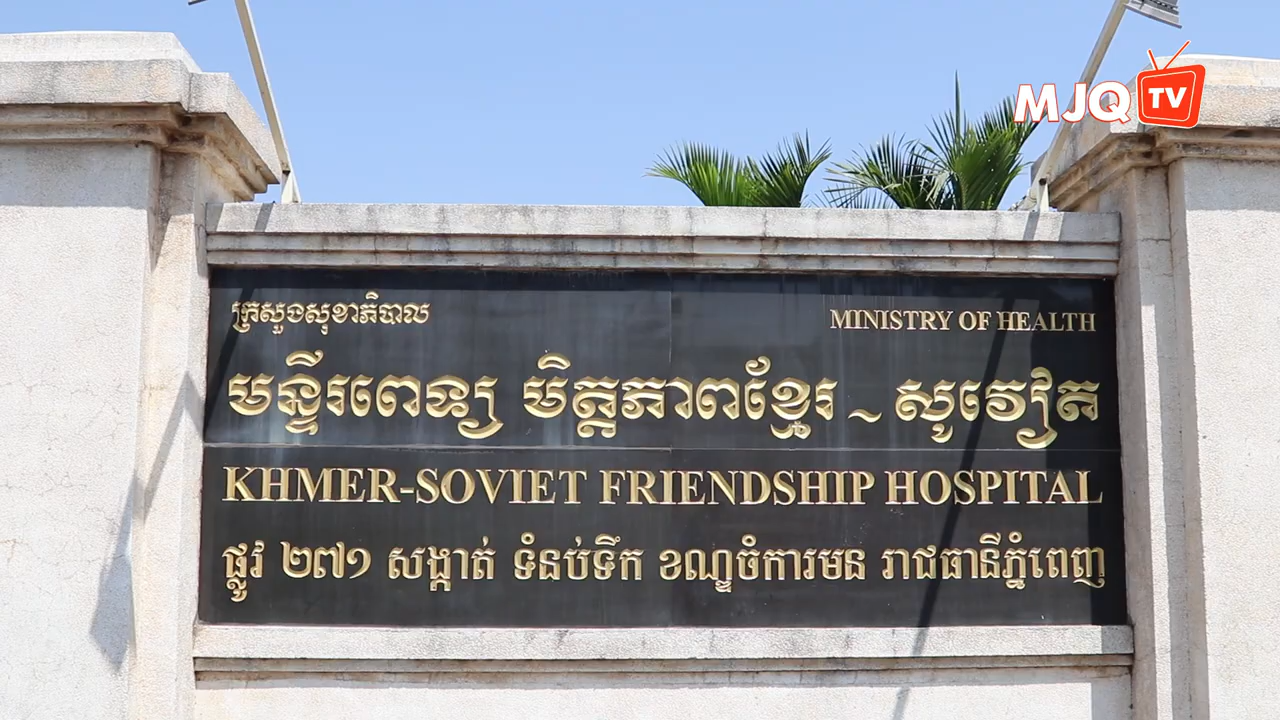 MJQ TV
ក្រសួងសុខាភិបាល
MINISTRY OF HEALTH
មន្ទីរពេទ្យ មិត្តភាពខ្មែរ ~ សូវៀត
KHMER-SOVIET FRIENDSHIP HOSPITAL
ផ្លូវ ២៧១ សង្កាត់ ទំនប់ទឹក ខណ្ឌចំការមន រាជធានីភ្នំពេញ